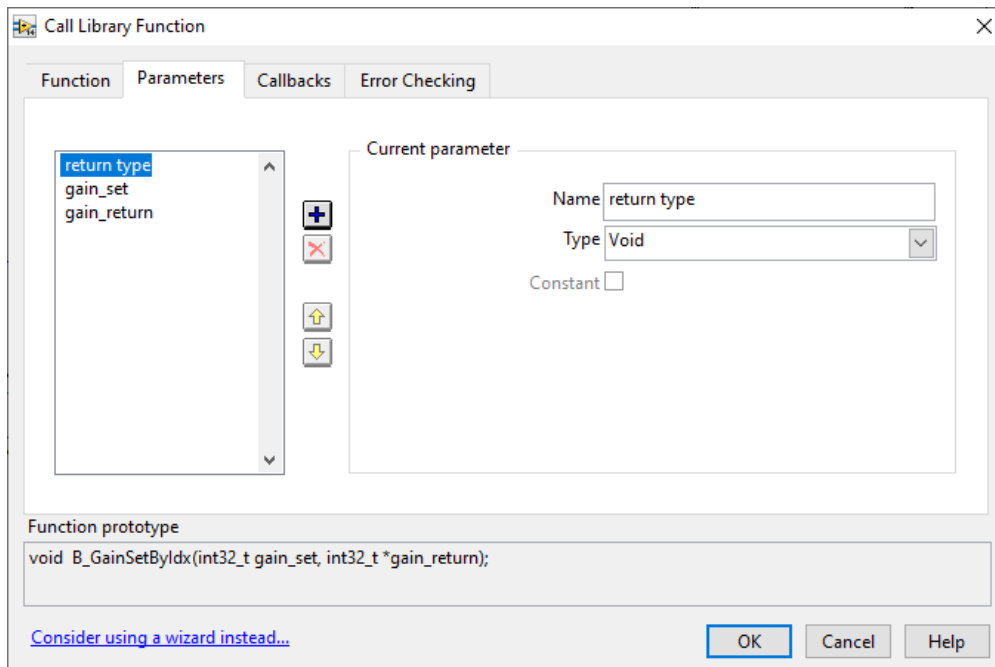 Call Library Function
Function Parameters Callbacks Error Checking
return type
gain_set
gain_return
Current parameter
Name return type
Type Void
Constant
Function prototype
void B_GainSetByIdx(int32_t gain_set, int32_t *gain_return);
Consider using a wizard instead...
OK Cancel Help